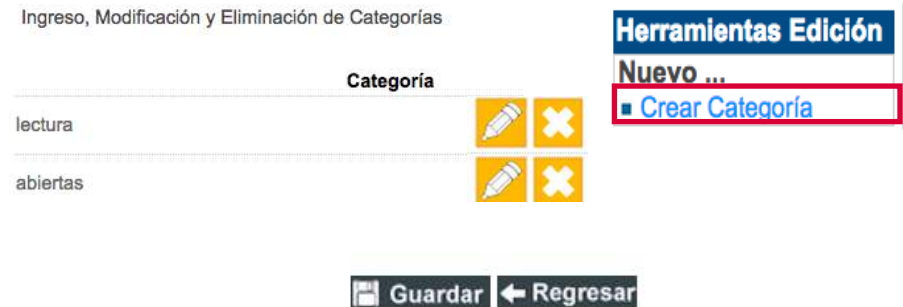 Ingreso, Modificación y Eliminación de Categorías
Categoría
lectura
abiertas
Herramientas Edición
Nuevo ...
Crear Categoría
Guardar
Regresar